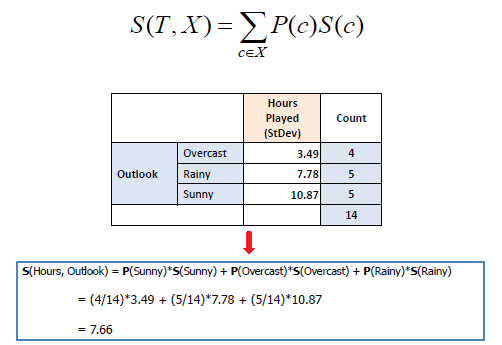 S(T, X) = ∑ P(c)S(c)
c∈X
Hours Played (StDev) Count
Outlook Overcast 3.49 4
Rainy 7.78 5
Sunny 10.87 5
14
S(Hours, Outlook) = P(Sunny)*S(Sunny) + P(Overcast)*S(Overcast) + P(Rainy)*S(Rainy)
= (4/14)*3.49 + (5/14)*7.78 + (5/14)*10.87
= 7.66